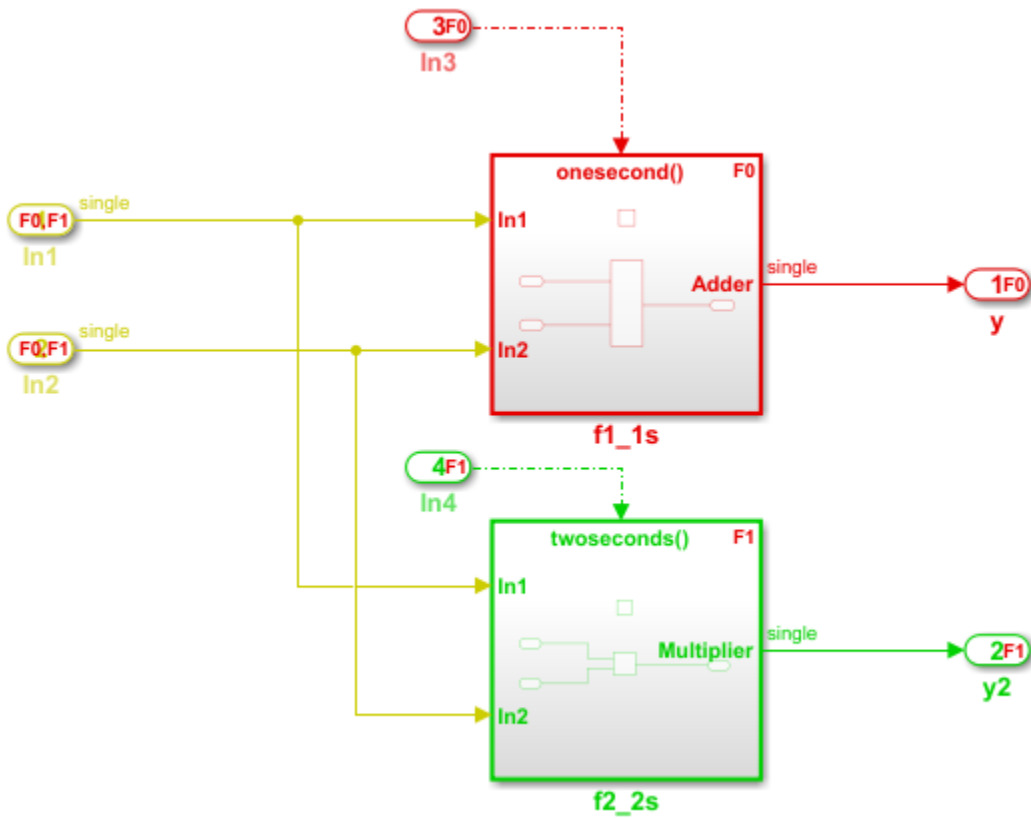 3F0
In3
onesecond()
F0
single
F0,F1
In1
In1
Adder
single
1F0
y
single
F0,F1
In2
In2
f1_1s
4F1
In4
twoseconds()
F1
In1
Multiplier
single
2F1
y2
In2
f2_2s